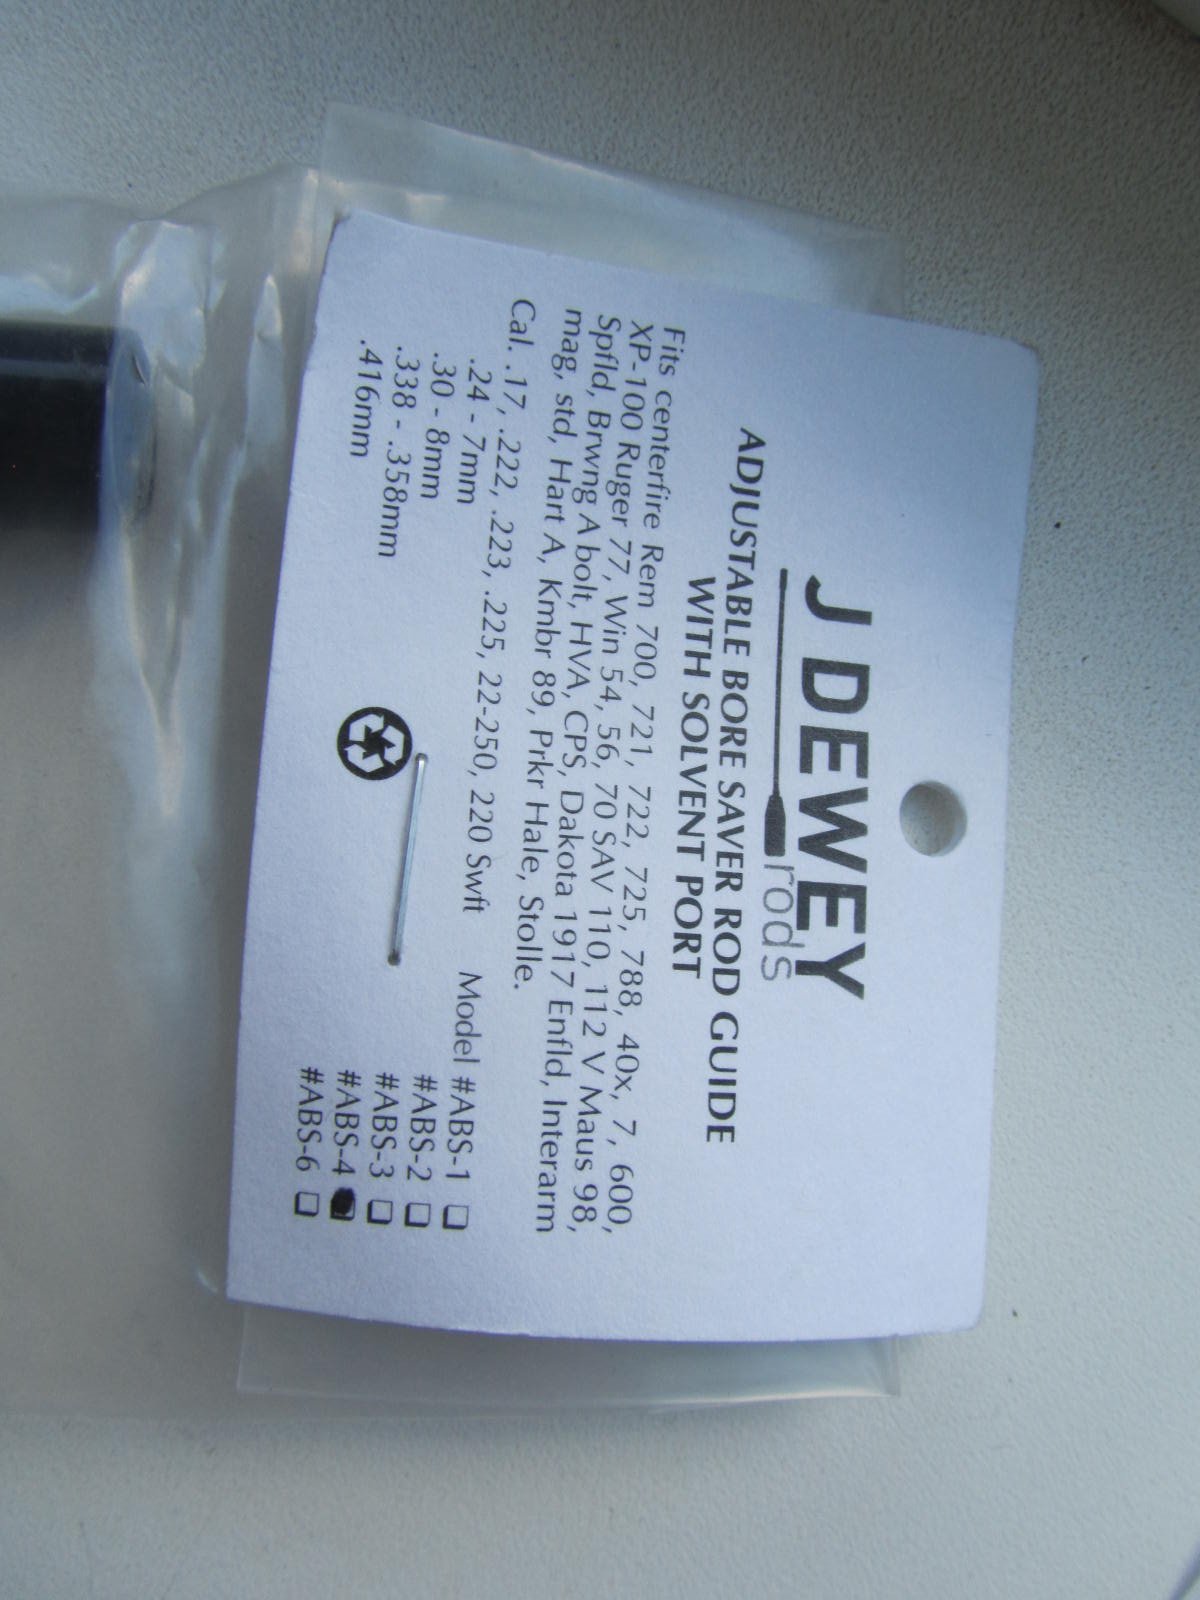 J DEWEY
rods
ADJUSTABLE BORE SAVER ROD GUIDE
WITH SOLVENT PORT
Fits centerfire Rem 700, 721, 722, 725, 788, 40x, 7, 600,
XP-100 Ruger 77, Win 54, 56, 70 SAV 110, 112 V Maus 98,
Spfld, Brwng A bolt, HVA, CPS, Dakota 1917 Enfld, Interarm
mag, std, Hart A, Kmbr 89, Prkr Hale, Stolle.
Cal. .17, .222, .223, .225, 22-250, 220 Swft Model #ABS-1
.24 - 7mm #ABS-2
.30 - 8mm #ABS-3
.338 - .358mm #ABS-4
.416mm #ABS-6